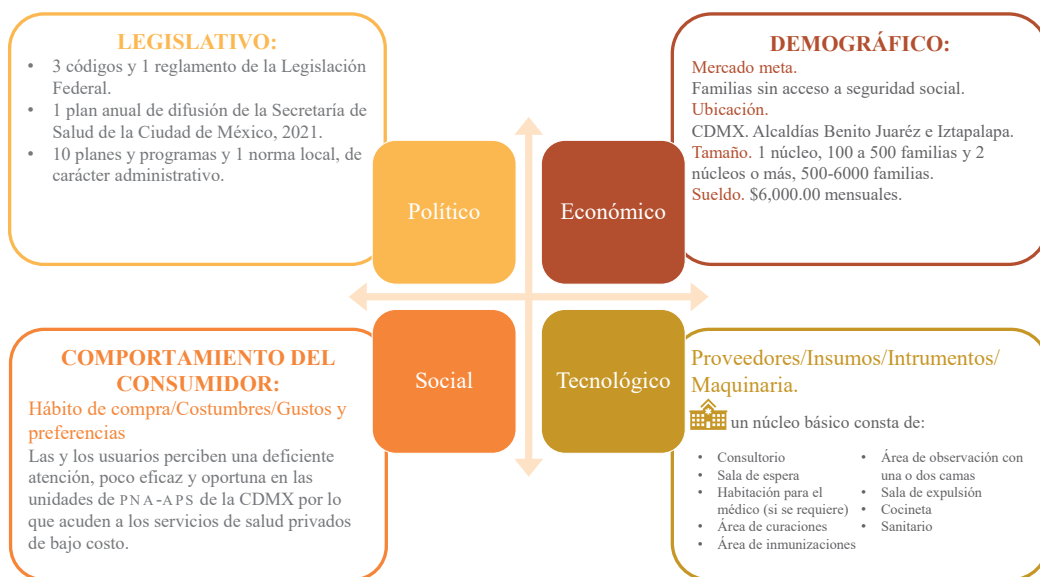 LEGISLATIVO:
• 3 códigos y 1 reglamento de la Legislación
Federal.
• 1 plan anual de difusión de la Secretaría de
Salud de la Ciudad de México, 2021.
• 10 planes y programas y 1 norma local, de
carácter administrativo.
Político
Económico
DEMOGRÁFICO:
Mercado meta.
Familias sin acceso a seguridad social.
Ubicación.
CDMX. Alcaldías Benito Juaréz e Iztapalapa.
Tamaño. 1 núcleo, 100 a 500 familias y 2
núcleos o más, 500-6000 familias.
Sueldo. $6,000.00 mensuales.
COMPORTAMIENTO DEL
CONSUMIDOR:
Hábito de compra/Costumbres/Gustos y
preferencias
Las y los usuarios perciben una deficiente
atención, poco eficaz y oportuna en las
unidades de PNA-APS de la CDMX por lo
que acuden a los servicios de salud privados
de bajo costo.
Social
Tecnológico
Proveedores/Insumos/Intrumentos/
Maquinaria.
un núcleo básico consta de:
• Consultorio
• Sala de espera
• Habitación para el
médico (si se requiere)
• Área de curaciones
• Área de inmunizaciones
• Área de observación con
una o dos camas
• Sala de expulsión
• Cocineta
• Sanitario